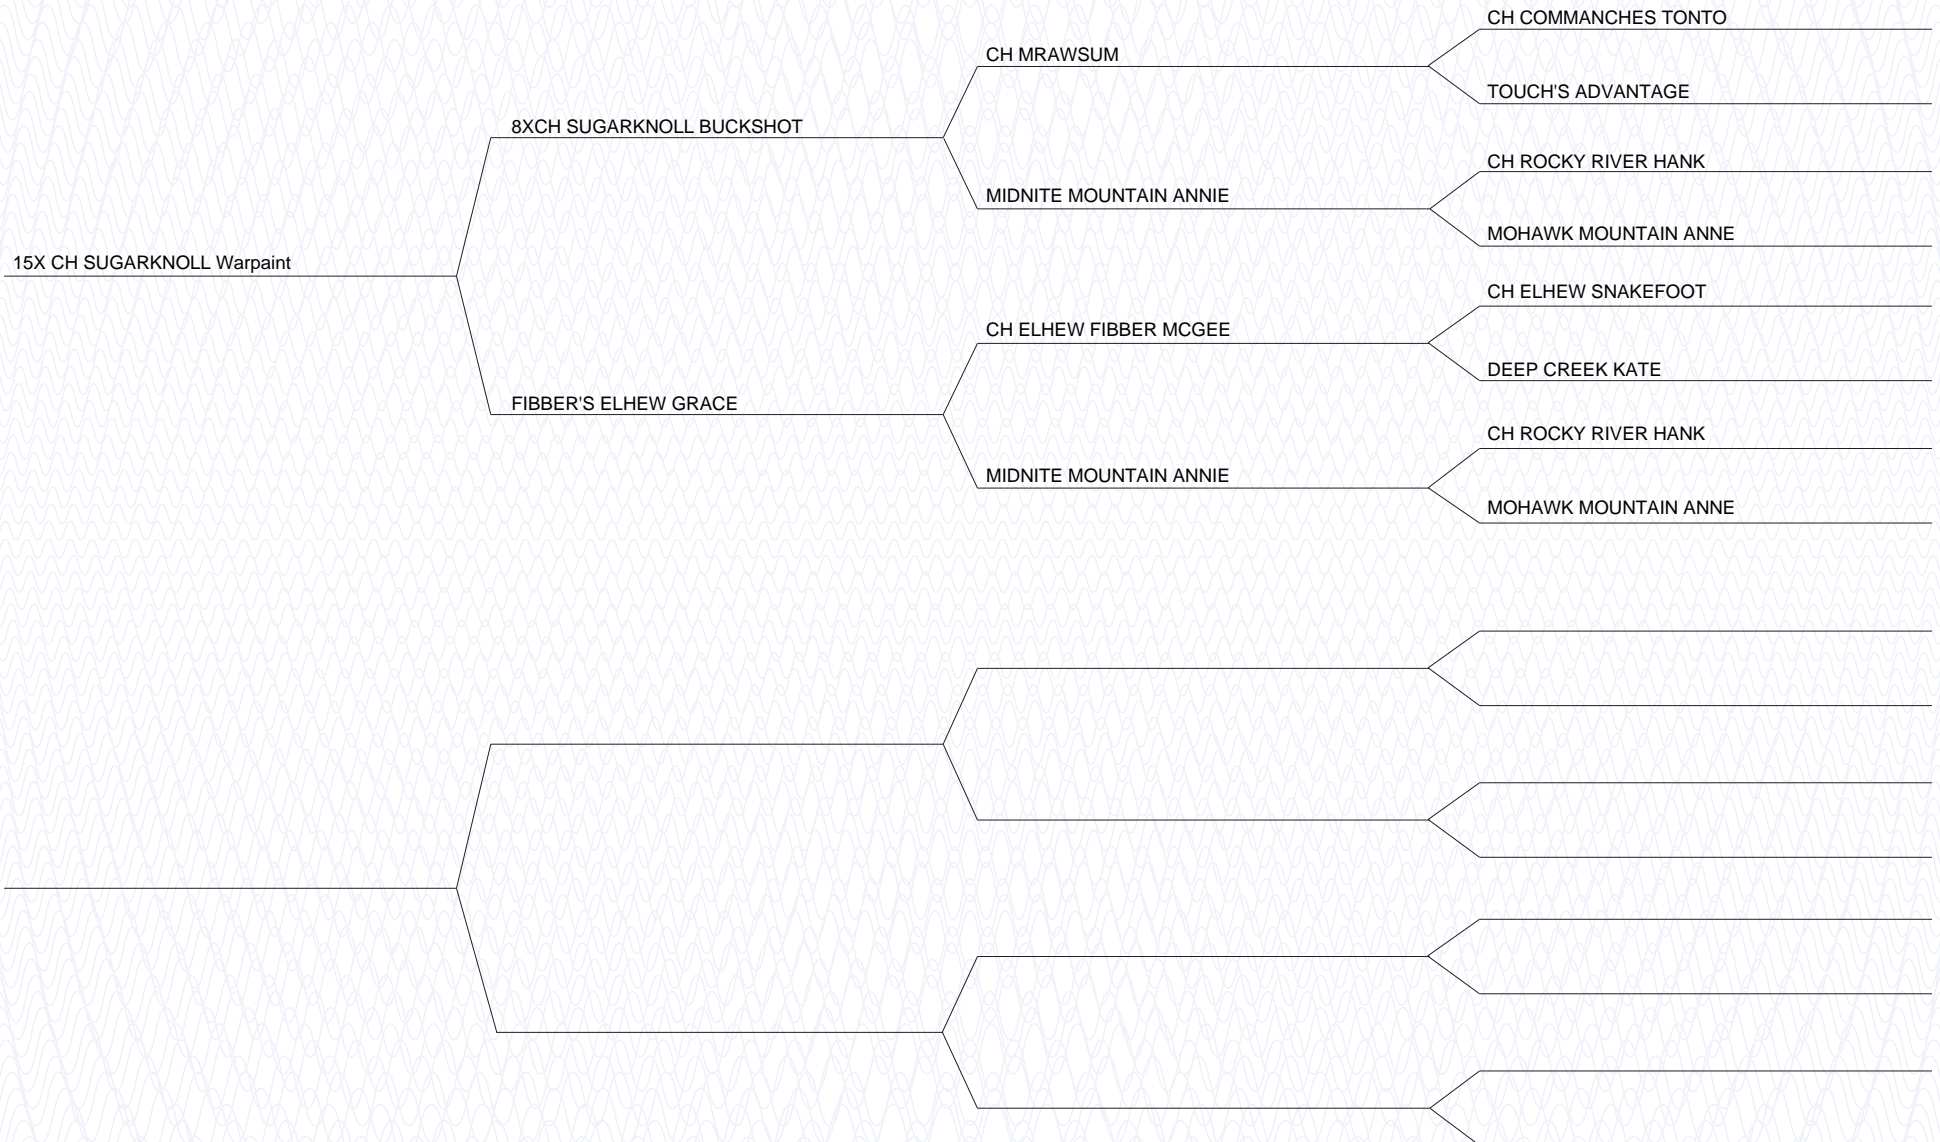 CH COMMANCHES TONTO
CH MRAWSUM
TOUCH'S ADVANTAGE
8XCH SUGARKNOLL BUCKSHOT
CH ROCKY RIVER HANK
MIDNITE MOUNTAIN ANNIE
MOHAWK MOUNTAIN ANNE
15X CH SUGARKNOLL Warpaint
CH ELHEW SNAKEFOOT
CH ELHEW FIBBER MCGEE
DEEP CREEK KATE
FIBBER'S ELHEW GRACE
CH ROCKY RIVER HANK
MIDNITE MOUNTAIN ANNIE
MOHAWK MOUNTAIN ANNE